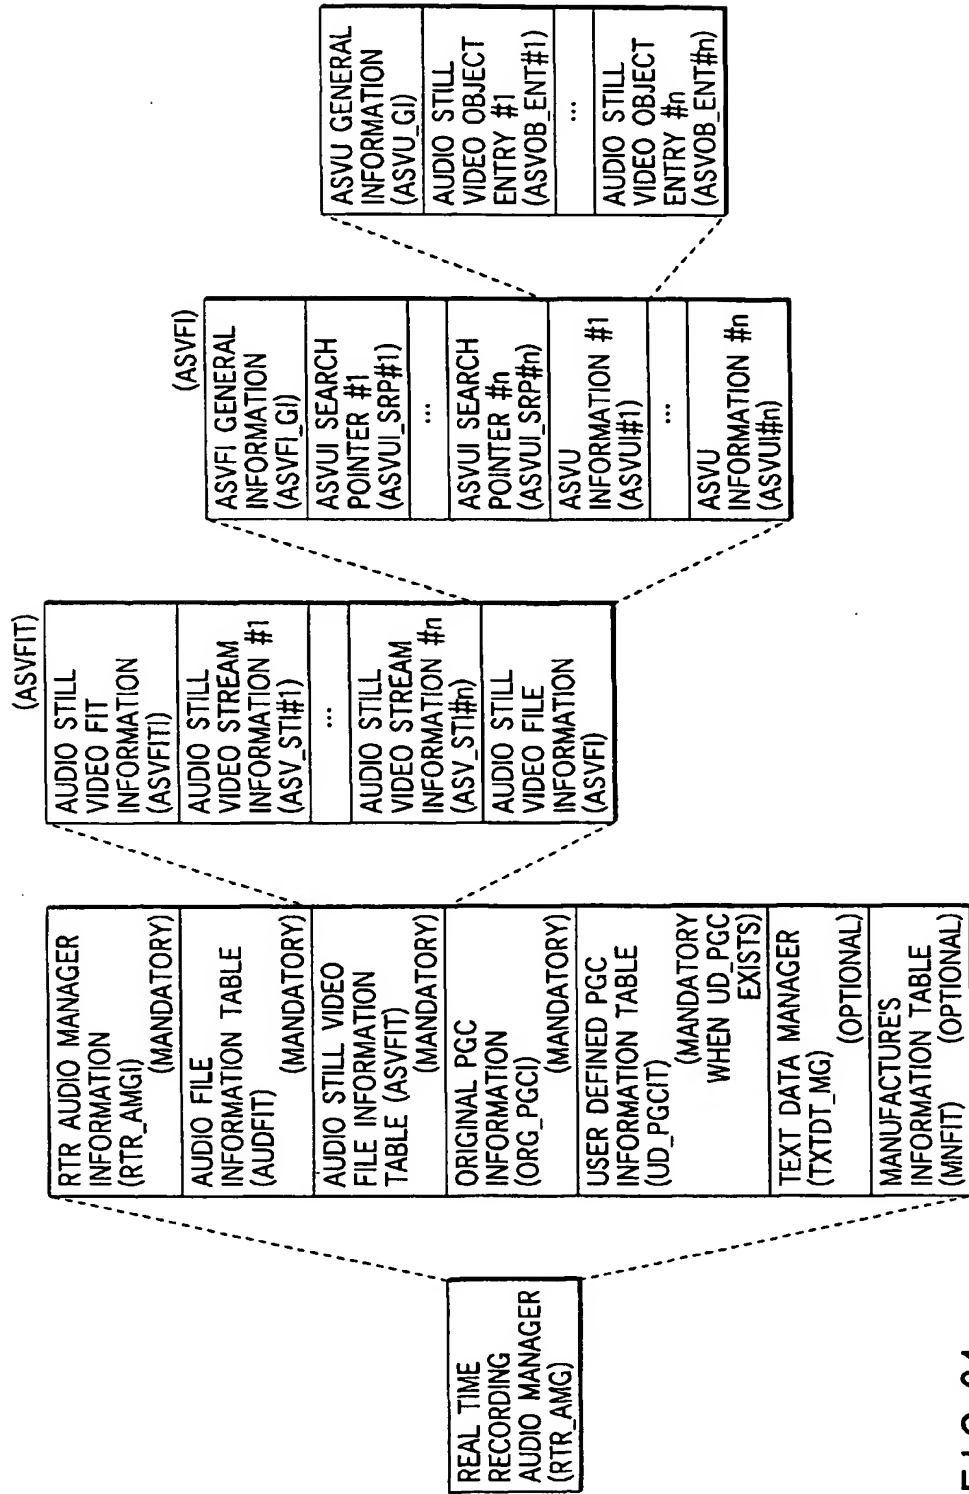 REAL TIME
RECORDING
AUDIO MANAGER
(RTR_AMG)
RTR AUDIO MANAGER
INFORMATION
(RTR_AMGI)
(MANDATORY)
AUDIO FILE
INFORMATION TABLE
(AUDFIT)
(MANDATORY)
AUDIO STILL VIDEO
FILE INFORMATION
TABLE (ASVFIT)
(MANDATORY)
ORIGINAL PGC
INFORMATION
(ORG_PGCI)
(MANDATORY)
USER DEFINED PGC
INFORMATION TABLE
(UD_PGCIT)
(MANDATORY
WHEN UD_PGC
EXISTS)
TEXT DATA MANAGER
(TXTDT_MG)
(OPTIONAL)
MANUFACTURE'S
INFORMATION TABLE
(MNFIT) (OPTIONAL)
(ASVFIT)
AUDIO STILL
VIDEO FIT
INFORMATION
(ASVFITI)
AUDIO STILL
VIDEO STREAM
INFORMATION #1
(ASV_STI#1)
...
AUDIO STILL
VIDEO STREAM
INFORMATION #n
(ASV_STI#n)
AUDIO STILL
VIDEO FILE
INFORMATION
(ASVFI)
(ASVFI)
ASVFI GENERAL
INFORMATION
(ASVFI_GI)
ASVUI SEARCH
POINTER #1
(ASVUI_SRP#1)
...
ASVUI SEARCH
POINTER #n
(ASVUI_SRP#n)
ASVU
INFORMATION #1
(ASVUI#1)
...
ASVU
INFORMATION #n
(ASVUI#n)
ASVU GENERAL
INFORMATION
(ASVU_GI)
AUDIO STILL
VIDEO OBJECT
ENTRY #1
(ASVOB_ENT#1)
...
AUDIO STILL
VIDEO OBJECT
ENTRY #n
(ASVOB_ENT#n)